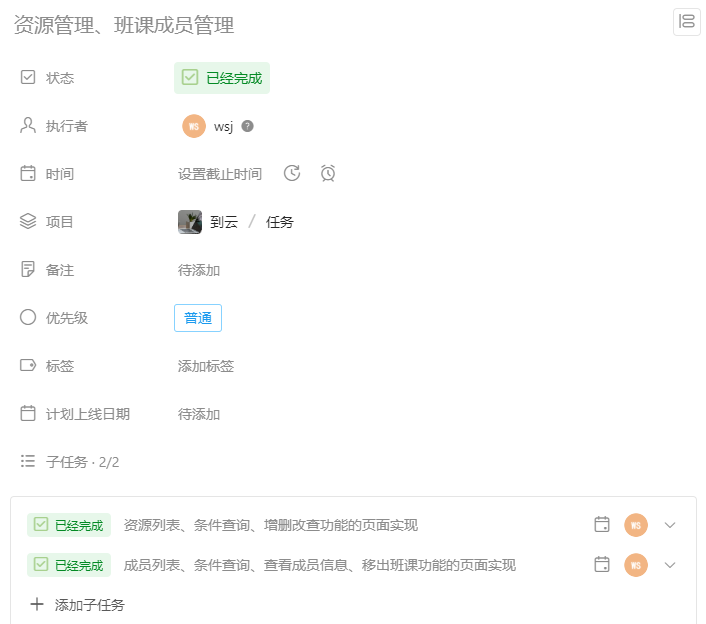 资源管理、班课成员管理
状态 已经完成
执行者 ws wsj ?
时间 设置截止时间
项目 到云 / 任务
备注 待添加
优先级 普通
标签 添加标签
计划上线日期 待添加
子任务 · 2/2
已经完成 资源列表、条件查询、增删改查功能的页面实现 ws
已经完成 成员列表、条件查询、查看成员信息、移出班课功能的页面实现 ws
添加子任务